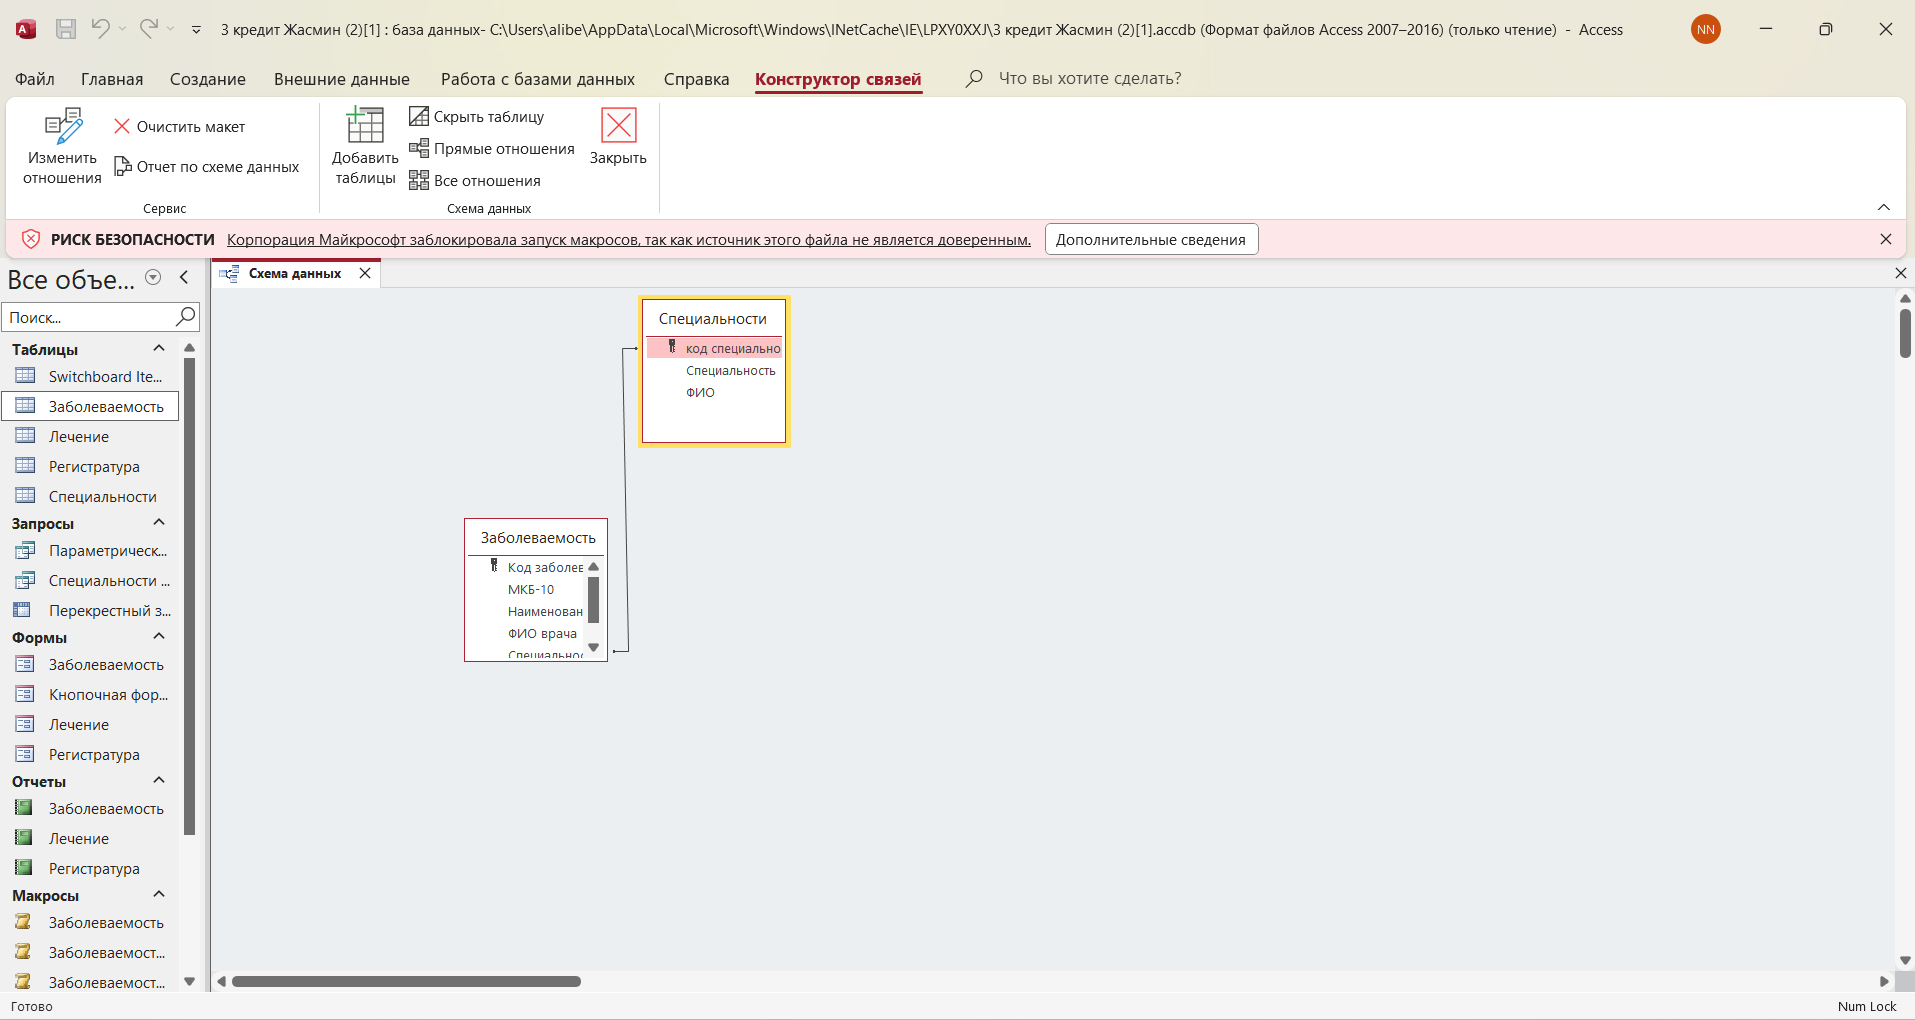 3 кредит Жасмин (2)[1] : база данных- C:\Users\alibe\AppData\Local\Microsoft\Windows\INetCache\IE\LPXY0XXJ\3 кредит Жасмин (2)[1].accdb (Формат файлов Access 2007–2016) (только чтение) - Access
NN
Файл Главная Создание Внешние данные Работа с базами данных Справка Конструктор связей Что вы хотите сделать?
Изменить отношения
Очистить макет
Отчет по схеме данных
Сервис
Добавить таблицы
Скрыть таблицу
Прямые отношения
Все отношения
Закрыть
Схема данных
РИСК БЕЗОПАСНОСТИ Корпорация Майкрософт заблокировала запуск макросов, так как источник этого файла не является доверенным. Дополнительные сведения
Все объе...
Поиск...
Таблицы
Switchboard Ite...
Заболеваемость
Лечение
Регистратура
Специальности
Запросы
Параметрическ...
Специальности ...
Перекрестный з...
Формы
Заболеваемость
Кнопочная фор...
Лечение
Регистратура
Отчеты
Заболеваемость
Лечение
Регистратура
Макросы
Заболеваемость
Заболеваемост...
Заболеваемост...
Схема данных
Специальности
код специально
Специальность
ФИО
Заболеваемость
Код заболев
МКБ-10
Наименован
ФИО врача
Специальнос
Готово
Num Lock